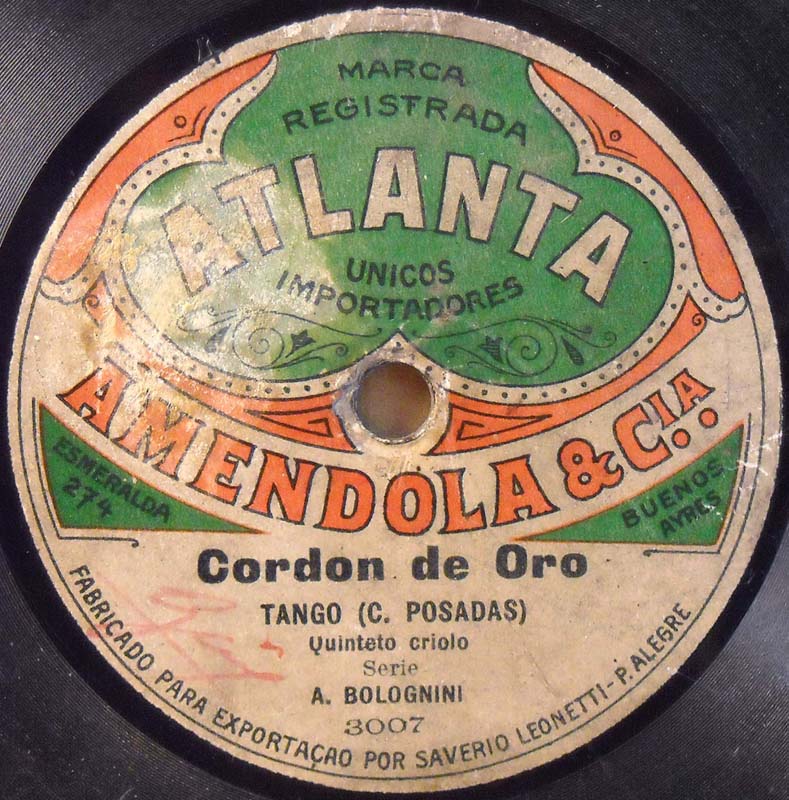 MARCA
REGISTRADA
ATLANTA
UNICOS
IMPORTADORES
AMENDOLA & CIA..
ESMERALDA
274
BUENOS
AYRES
Cordon de Oro
TANGO (C. POSADAS)
Quinteto criolo
Serie
A. BOLOGNINI
3007
FABRICADO PARA EXPORTAÇAO POR SAVERIO LEONETTI-P. ALEGRE